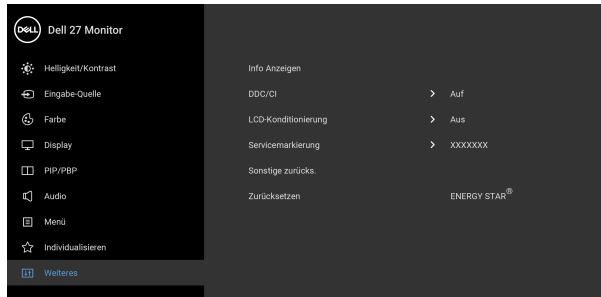 DELL Dell 27 Monitor
Helligkeit/Kontrast Info Anzeigen
Eingabe-Quelle DDC/CI Auf
Farbe LCD-Konditionierung Aus
Display Servicemarkierung XXXXXXX
PIP/PBP Sonstige zurücks.
Audio Zurücksetzen ENERGY STAR®
Menü
Individualisieren
Weiteres